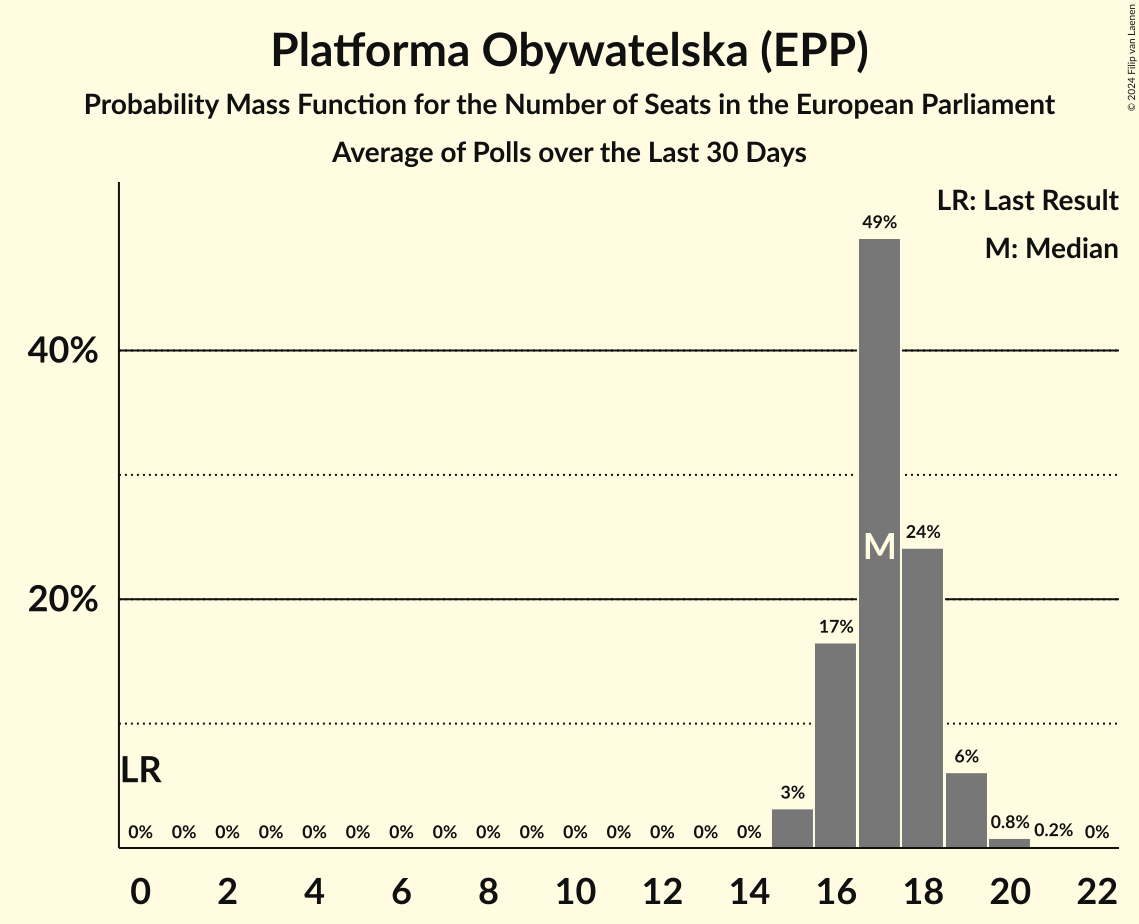 Platforma Obywatelska (EPP)
Probability Mass Function for the Number of Seats in the European Parliament
Average of Polls over the Last 30 Days
© 2024 Filip van Laenen
LR: Last Result
M: Median
49%
40%
M
24%
20%
17%
LR
6%
3%
0% 0% 0% 0% 0% 0% 0% 0% 0% 0% 0% 0% 0% 0% 0% 0.8% 0.2% 0%
0 2 4 6 8 10 12 14 16 18 20 22